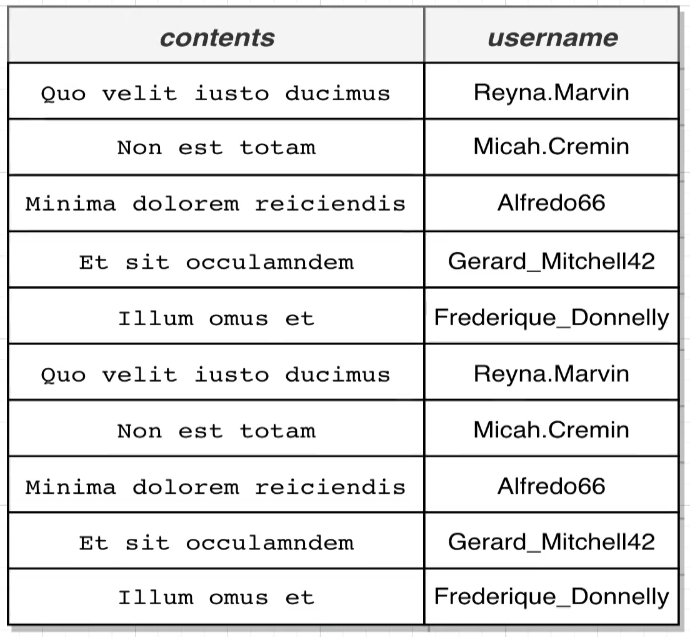 contents username
Quo velit iusto ducimus Reyna.Marvin
Non est totam Micah.Cremin
Minima dolorem reiciendis Alfredo66
Et sit occulamndem Gerard_Mitchell42
Illum omus et Frederique_Donnelly
Quo velit iusto ducimus Reyna.Marvin
Non est totam Micah.Cremin
Minima dolorem reiciendis Alfredo66
Et sit occulamndem Gerard_Mitchell42
Illum omus et Frederique_Donnelly